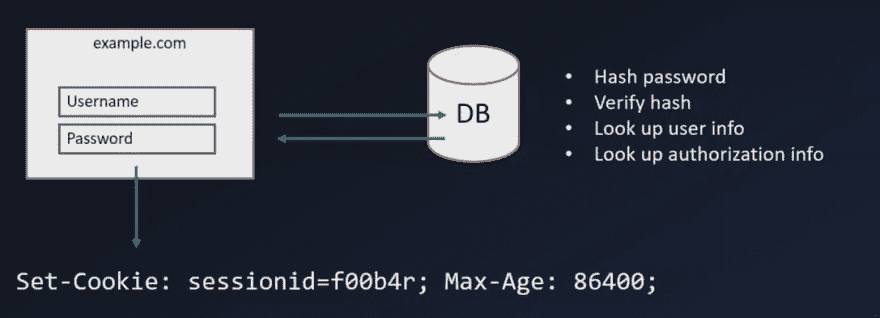 example.com
Username
Password
DB
• Hash password
• Verify hash
• Look up user info
• Look up authorization info
Set-Cookie: sessionid=f00b4r; Max-Age: 86400;